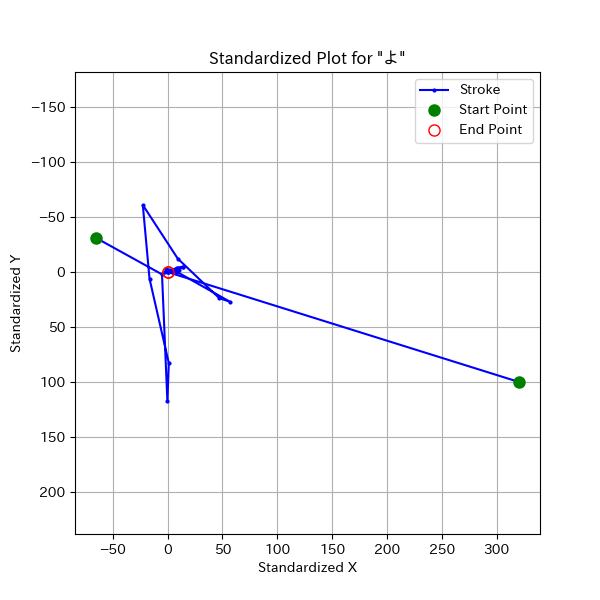 Standardized Plot for "よ"
Stroke
Start Point
End Point
Standardized Y
−150
−100
−50
0
50
100
150
200
−50 0 50 100 150 200 250 300
Standardized X